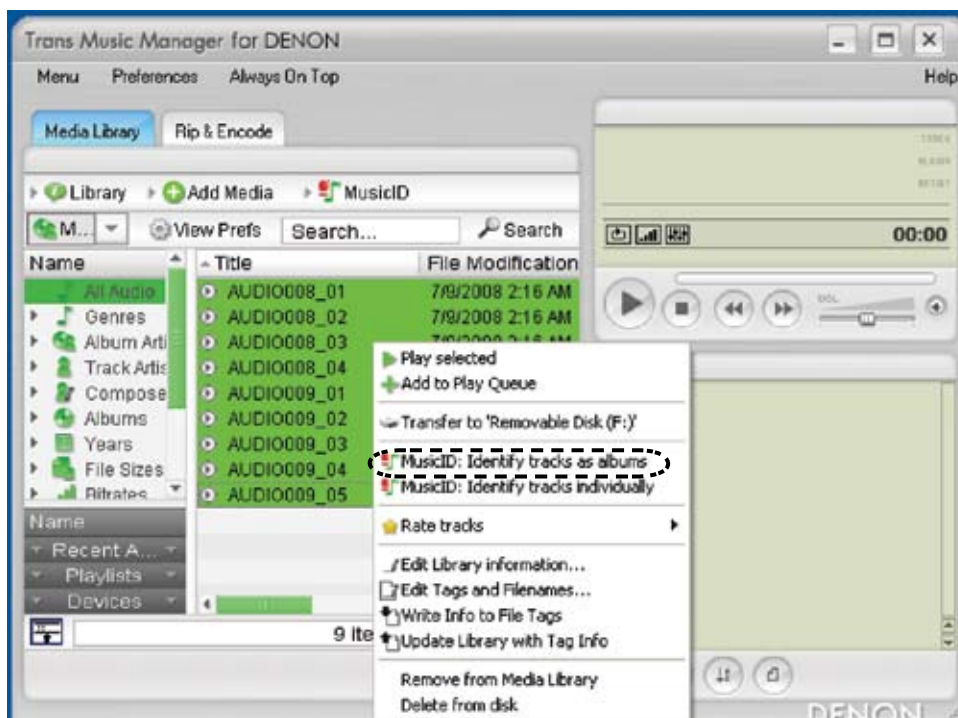 Trans Music Manager for DENON
Menu Preferences Always On Top Help
Media Library Rip & Encode
Library Add Media MusicID
M... View Prefs Search... Search
00:00
Name Title File Modification
All Audio AUDIO008_01 7/9/2008 2:16 AM
Genres AUDIO008_02 7/9/2008 2:16 AM
Album Arti AUDIO008_03
Track Artis AUDIO008_04
Compose AUDIO009_01
Albums AUDIO009_02
Years AUDIO009_03
File Sizes AUDIO009_04
Bitrates AUDIO009_05
VOL
Play selected
Add to Play Queue
Transfer to 'Removable Disk (F:)'
MusicID: Identify tracks as albums
MusicID: Identify tracks individually
Rate tracks
Edit Library information...
Edit Tags and Filenames...
Write Info to File Tags
Update Library with Tag Info
Remove from Media Library
Delete from disk
Name
Recent A...
Playlists
Devices
9 ite
DENON